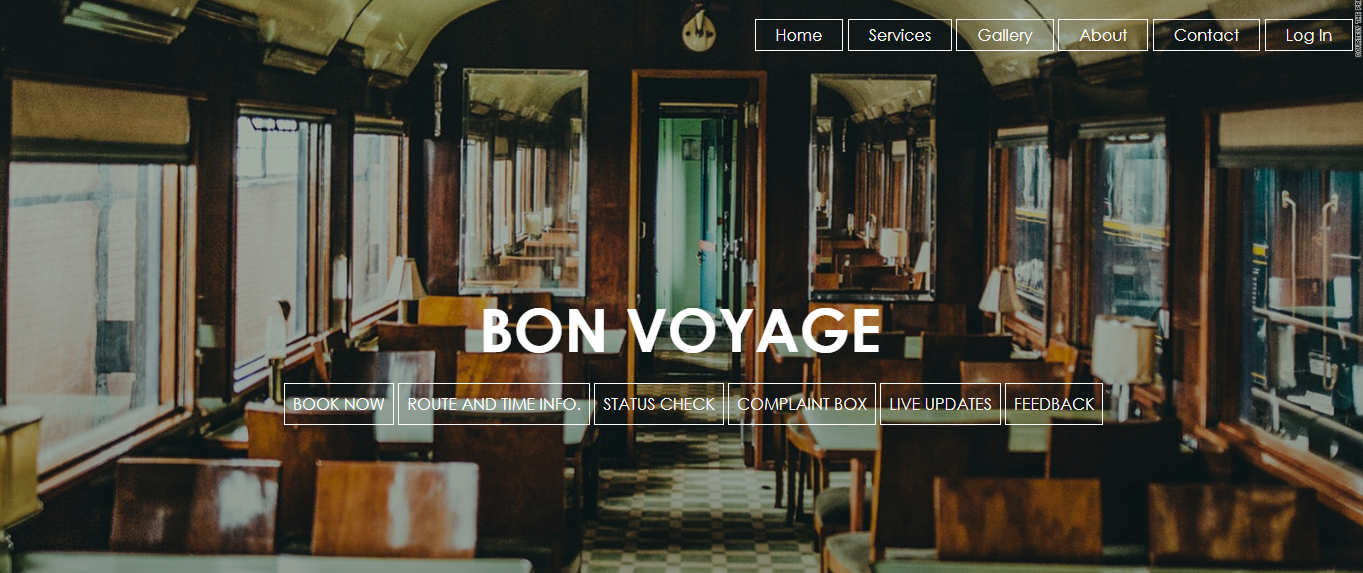 Home Services Gallery About Contact Log In
BON VOYAGE
BOOK NOW ROUTE AND TIME INFO. STATUS CHECK COMPLAINT BOX LIVE UPDATES FEEDBACK